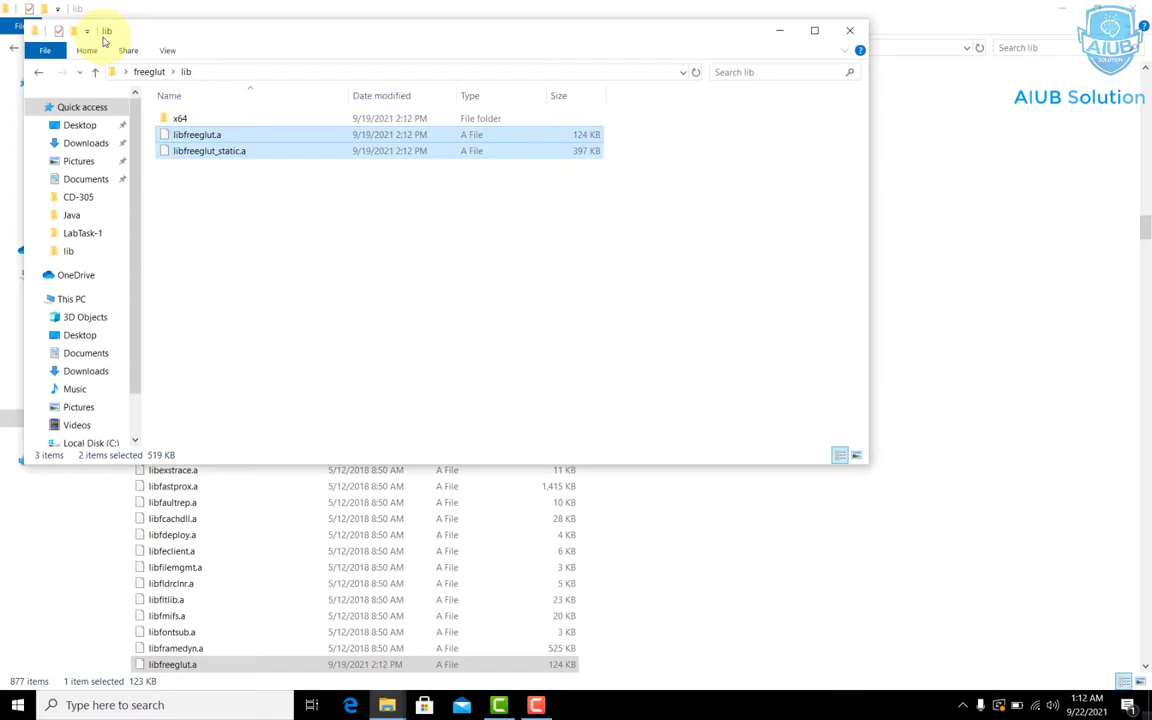 lib
lib
File
Home
Share
View
freeglut
lib
Search lib
Search lib
AIUB
SOLUTION
AIUB Solution
Name
Date modified
Type
Size
Quick access
Desktop
Downloads
Pictures
Documents
CD-305
Java
LabTask-1
lib
OneDrive
This PC
3D Objects
Desktop
Documents
Downloads
Music
Pictures
Videos
Local Disk (C:)
x64 9/19/2021 2:12 PM File folder
libfreeglut.a 9/19/2021 2:12 PM A File 124 KB
libfreeglut_static.a 9/19/2021 2:12 PM A File 397 KB
3 items 2 items selected 519 KB
libexstrace.a 5/12/2018 8:50 AM A File 11 KB
libfastprox.a 5/12/2018 8:50 AM A File 1,415 KB
libfaultrep.a 5/12/2018 8:50 AM A File 10 KB
libfcachdll.a 5/12/2018 8:50 AM A File 28 KB
libfdeploy.a 5/12/2018 8:50 AM A File 4 KB
libfeclient.a 5/12/2018 8:50 AM A File 6 KB
libfilemgmt.a 5/12/2018 8:50 AM A File 3 KB
libfldrclnr.a 5/12/2018 8:50 AM A File 5 KB
libfltlib.a 5/12/2018 8:50 AM A File 23 KB
libfmifs.a 5/12/2018 8:50 AM A File 20 KB
libfontsub.a 5/12/2018 8:50 AM A File 3 KB
libframedyn.a 5/12/2018 8:50 AM A File 525 KB
libfreeglut.a 9/19/2021 2:12 PM A File 124 KB
877 items 1 item selected 123 KB
Type here to search
1:12 AM
9/22/2021